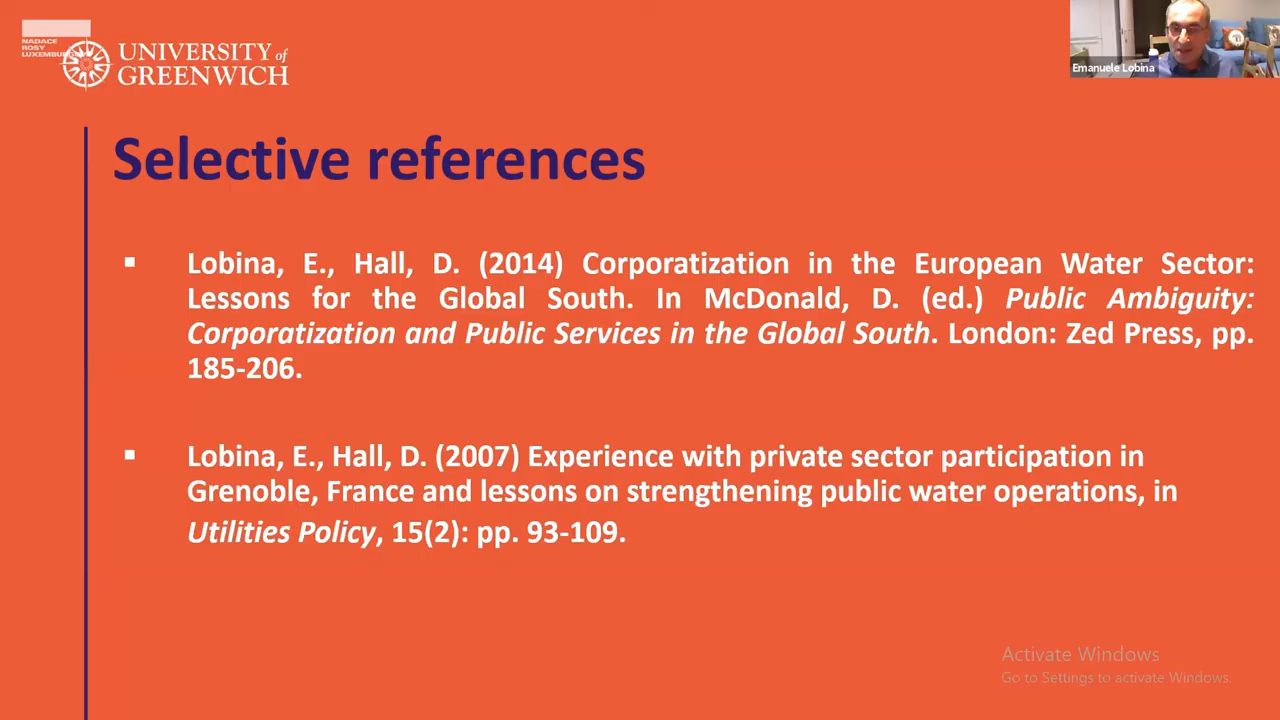 NADACE
ROSY
LUXEMBURG
UNIVERSITY of
GREENWICH
Emanuele Lobina
Selective references
▪ Lobina, E., Hall, D. (2014) Corporatization in the European Water Sector:
Lessons for the Global South. In McDonald, D. (ed.) Public Ambiguity:
Corporatization and Public Services in the Global South. London: Zed Press, pp.
185-206.
▪ Lobina, E., Hall, D. (2007) Experience with private sector participation in
Grenoble, France and lessons on strengthening public water operations, in
Utilities Policy, 15(2): pp. 93-109.
Activate Windows
Go to Settings to activate Windows.